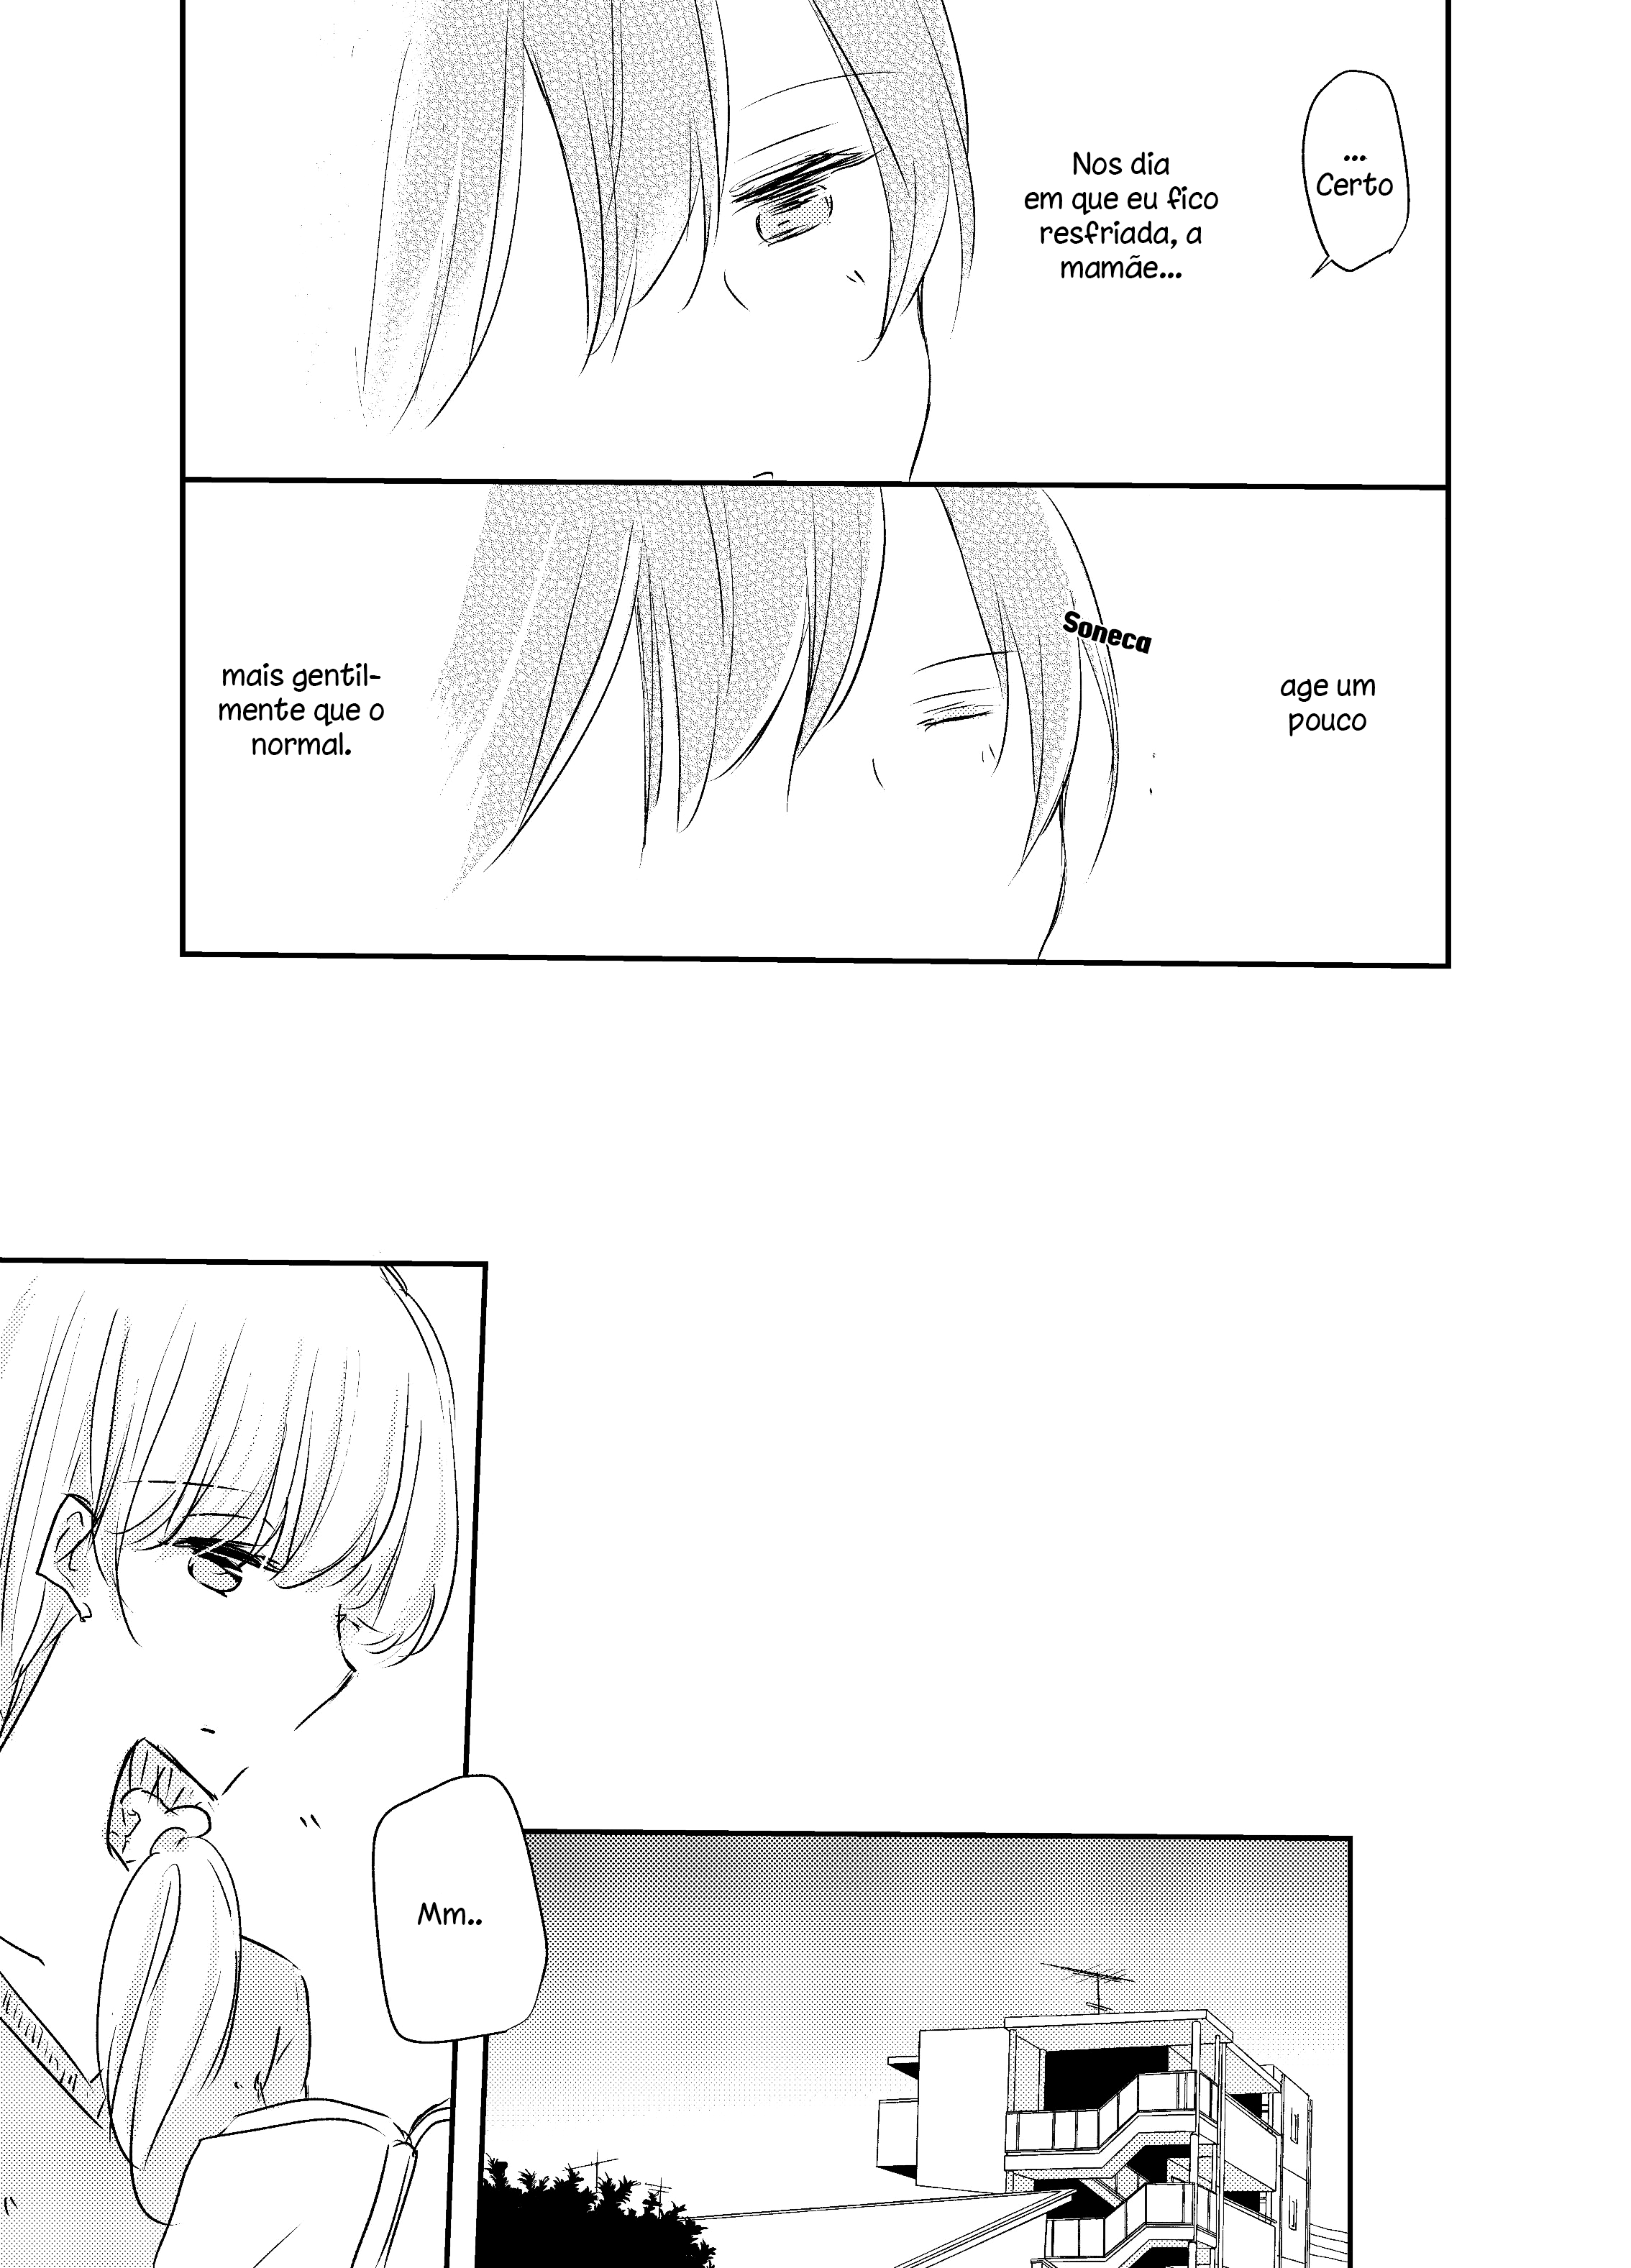 ...
Certo
Nos dia
em que eu fico
resfriada, a
mamãe...
Soneca
age um
pouco
mais gentil-
mente que o
normal.
Mm..